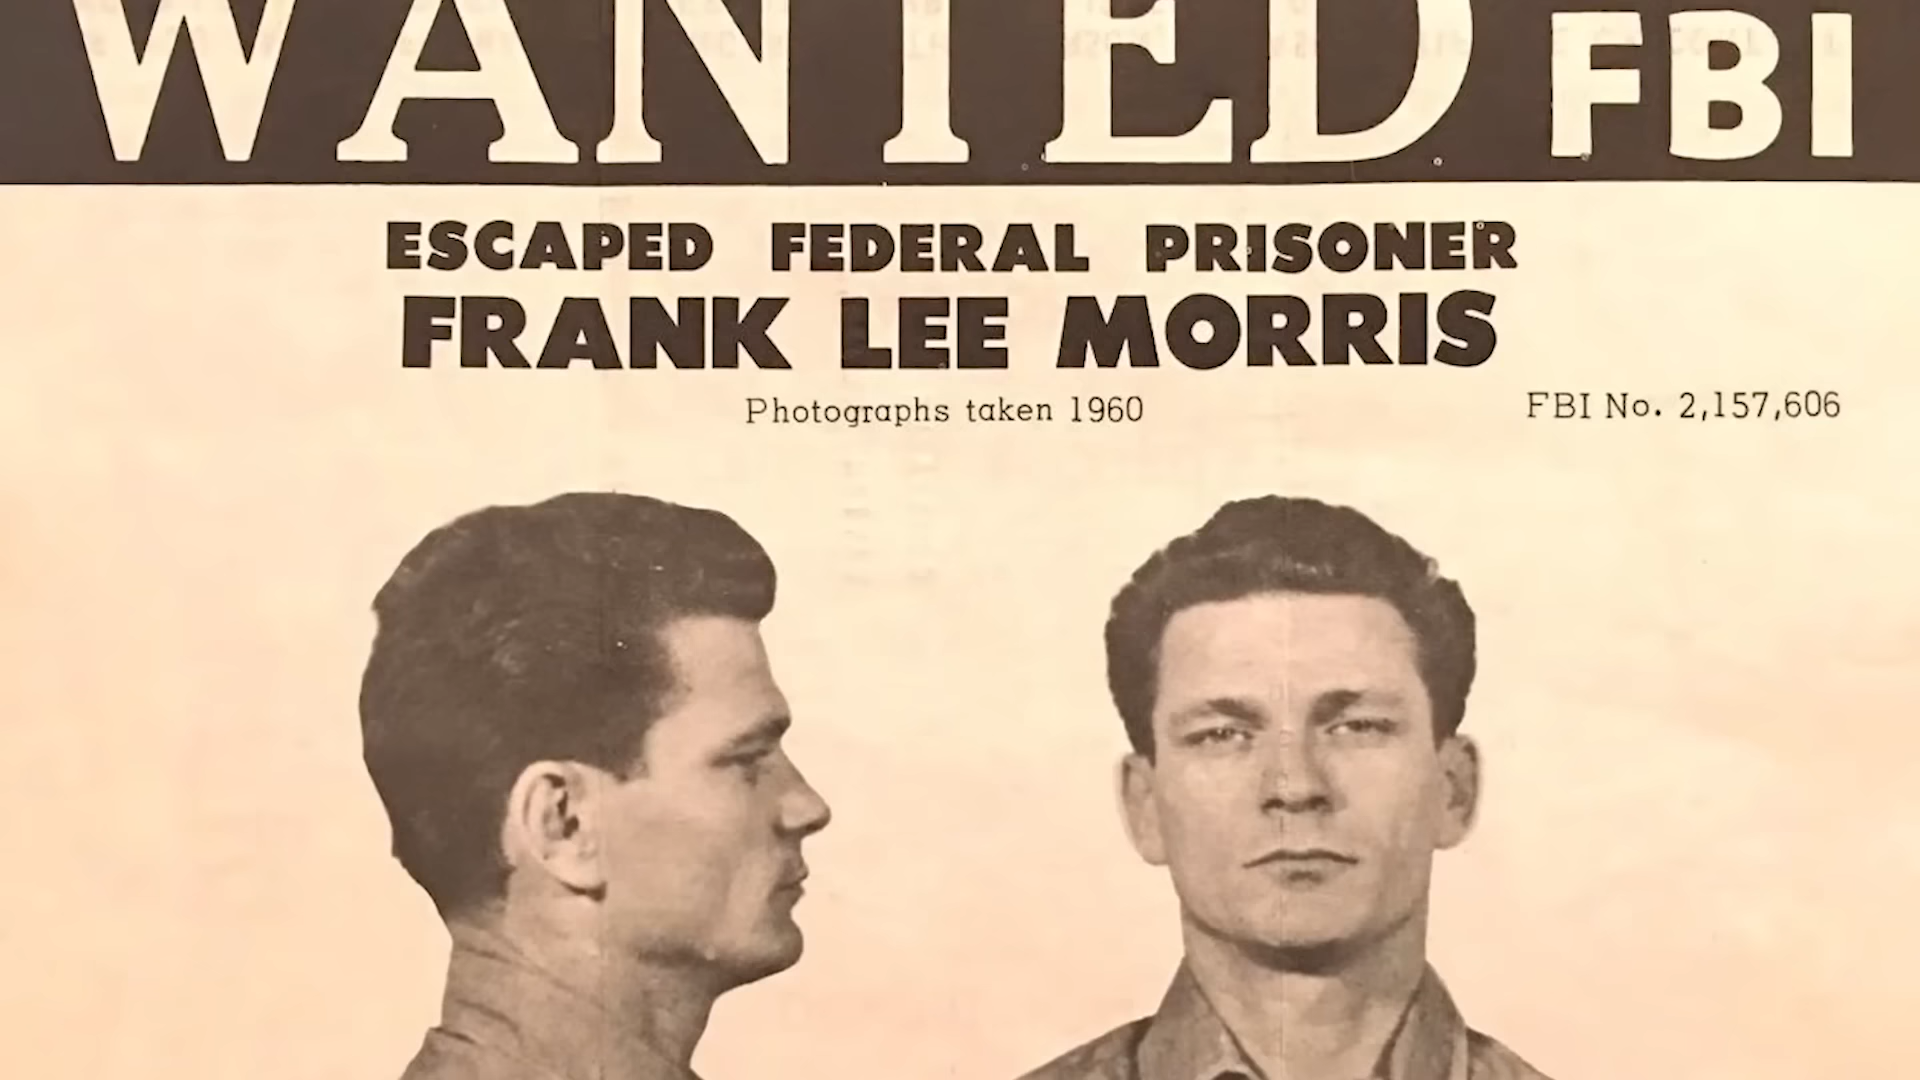 WANTED FBI
ESCAPED FEDERAL PRISONER
FRANK LEE MORRIS
Photographs taken 1960
FBI No. 2,157,606